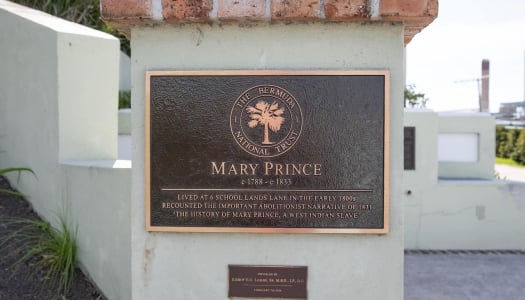 THE BERMUDA
NATIONAL TRUST
MARY PRINCE
c 1788 - c 1833
LIVED AT 6 SCHOOL LANDS LANE IN THE EARLY 1800s
RECOUNTED THE IMPORTANT ABOLITIONIST NARRATIVE OF 1831
'THE HISTORY OF MARY PRINCE, A WEST INDIAN SLAVE'